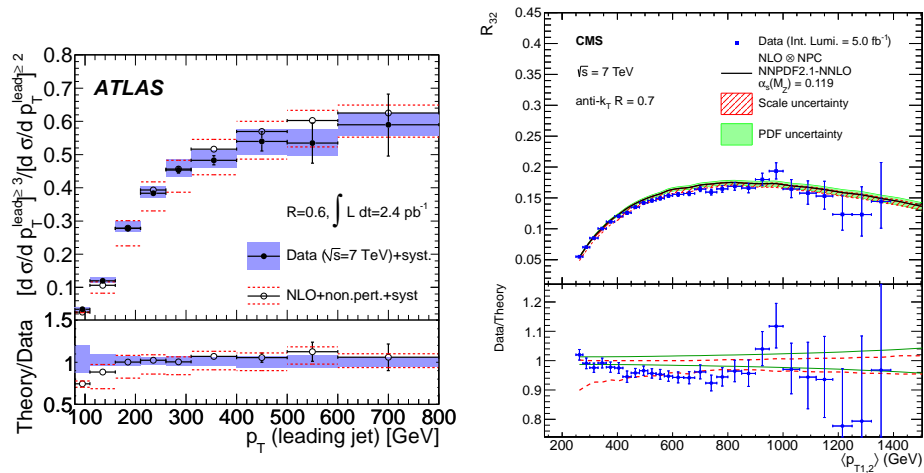 [d σ/d p_T^lead]≥ 3/[d σ/d p_T^lead]≥ 2
0.8
0.7
0.6
0.5
0.4
0.3
0.2
0.1
ATLAS
R=0.6, ∫ L dt=2.4 pb⁻¹
Data (√s=7 TeV)+syst.
NLO+non.pert.+syst
Theory/Data
1.5
1
0.5
100 200 300 400 500 600 700 800
p_T (leading jet) [GeV]
R_32
0.45
0.4
0.35
0.3
0.25
0.2
0.15
0.1
0.05
CMS
√s = 7 TeV
anti-k_T R = 0.7
Data (Int. Lumi. = 5.0 fb⁻¹)
NLO ⊗ NPC
NNPDF2.1-NNLO
α_s(M_Z) = 0.119
Scale uncertainty
PDF uncertainty
Data/Theory
1.2
1.1
1.0
0.9
0.8
200 400 600 800 1000 1200 1400
⟨p_T1,2⟩ (GeV)